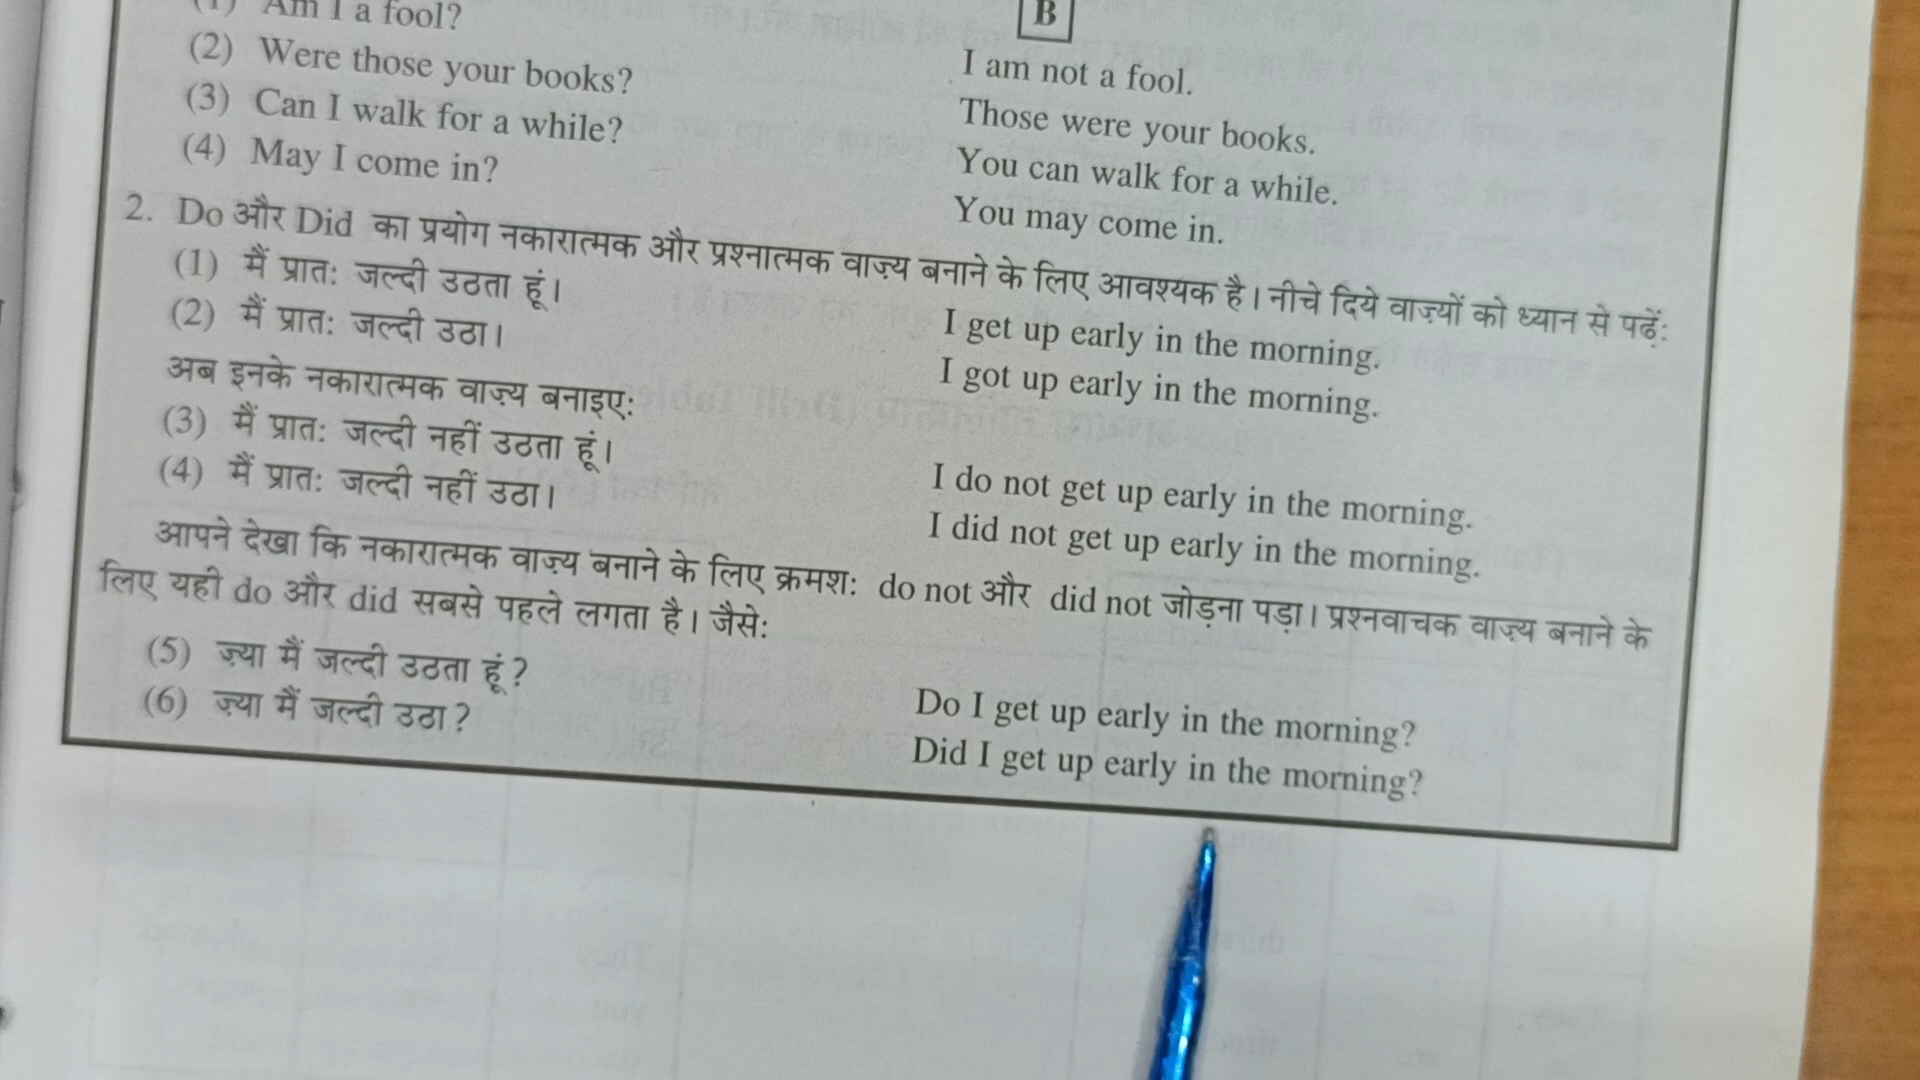 (1) Am I a fool?
B
I am not a fool.
(2) Were those your books?
Those were your books.
(3) Can I walk for a while?
You can walk for a while.
(4) May I come in?
You may come in.
2. Do और Did का प्रयोग नकारात्मक और प्रश्नात्मक वाज़्य बनाने के लिए आवश्यक है। नीचे दिये वाज़्यों को ध्यान से पढ़ें:
(1) मैं प्रात: जल्दी उठता हूं।
I get up early in the morning.
(2) मैं प्रात: जल्दी उठा।
I got up early in the morning.
अब इनके नकारात्मक वाज़्य बनाइए:
(3) मैं प्रात: जल्दी नहीं उठता हूं।
I do not get up early in the morning.
(4) मैं प्रात: जल्दी नहीं उठा।
I did not get up early in the morning.
आपने देखा कि नकारात्मक वाज़्य बनाने के लिए क्रमश: do not और did not जोड़ना पड़ा। प्रश्नवाचक वाज़्य बनाने के
लिए यही do और did सबसे पहले लगता है। जैसे:
(5) ज़्या मैं जल्दी उठता हूं?
Do I get up early in the morning?
(6) ज़्या मैं जल्दी उठा?
Did I get up early in the morning?